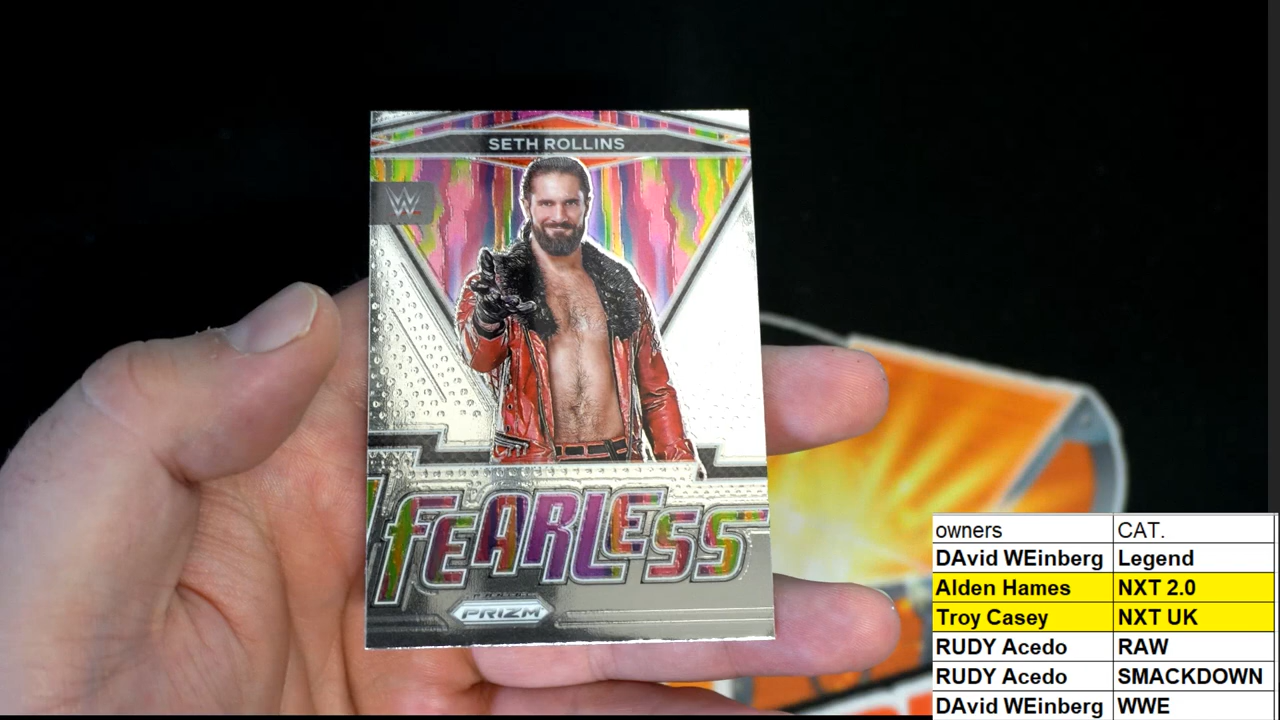 SETH ROLLINS
W
FEARLESS
PRIZM
owners CAT.
DAvid WEinberg Legend
Alden Hames NXT 2.0
Troy Casey NXT UK
RUDY Acedo RAW
RUDY Acedo SMACKDOWN
DAvid WEinberg WWE